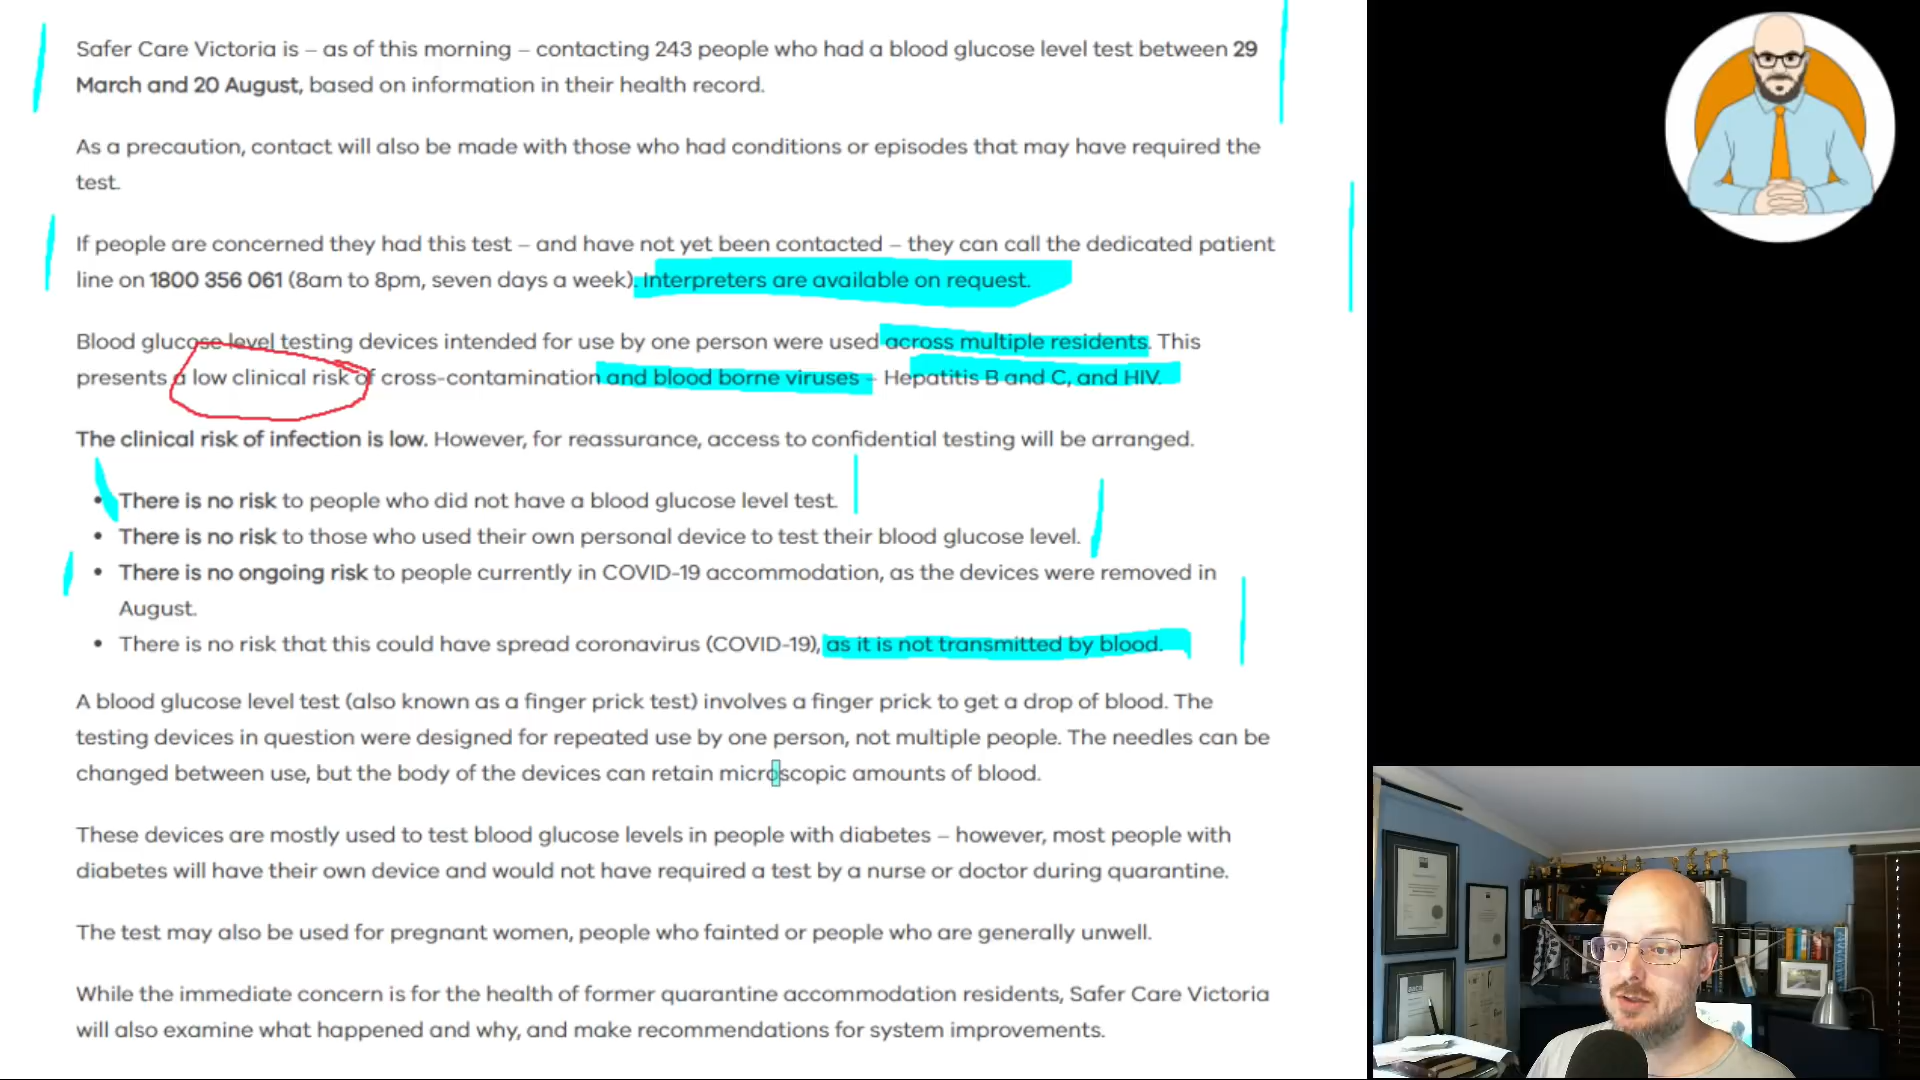 Safer Care Victoria is – as of this morning – contacting 243 people who had a blood glucose level test between 29
March and 20 August, based on information in their health record.
As a precaution, contact will also be made with those who had conditions or episodes that may have required the
test.
If people are concerned they had this test – and have not yet been contacted – they can call the dedicated patient
line on 1800 356 061 (8am to 8pm, seven days a week). Interpreters are available on request.
Blood glucose level testing devices intended for use by one person were used across multiple residents. This
presents a low clinical risk of cross-contamination and blood borne viruses – Hepatitis B and C, and HIV.
The clinical risk of infection is low. However, for reassurance, access to confidential testing will be arranged.
• There is no risk to people who did not have a blood glucose level test.
• There is no risk to those who used their own personal device to test their blood glucose level.
• There is no ongoing risk to people currently in COVID-19 accommodation, as the devices were removed in
August.
• There is no risk that this could have spread coronavirus (COVID-19), as it is not transmitted by blood.
A blood glucose level test (also known as a finger prick test) involves a finger prick to get a drop of blood. The
testing devices in question were designed for repeated use by one person, not multiple people. The needles can be
changed between use, but the body of the devices can retain microscopic amounts of blood.
These devices are mostly used to test blood glucose levels in people with diabetes – however, most people with
diabetes will have their own device and would not have required a test by a nurse or doctor during quarantine.
The test may also be used for pregnant women, people who fainted or people who are generally unwell.
While the immediate concern is for the health of former quarantine accommodation residents, Safer Care Victoria
will also examine what happened and why, and make recommendations for system improvements.